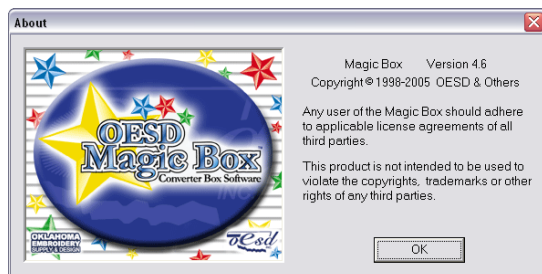 About
OESD
Magic Box
Converter Box Software
OKLAHOMA
EMBROIDERY
SUPPLY & DESIGN
oesd
Magic Box Version 4.6
Copyright © 1998-2005 OESD & Others
Any user of the Magic Box should adhere
to applicable license agreements of all
third parties.
This product is not intended to be used to
violate the copyrights, trademarks or other
rights of any third parties.
OK